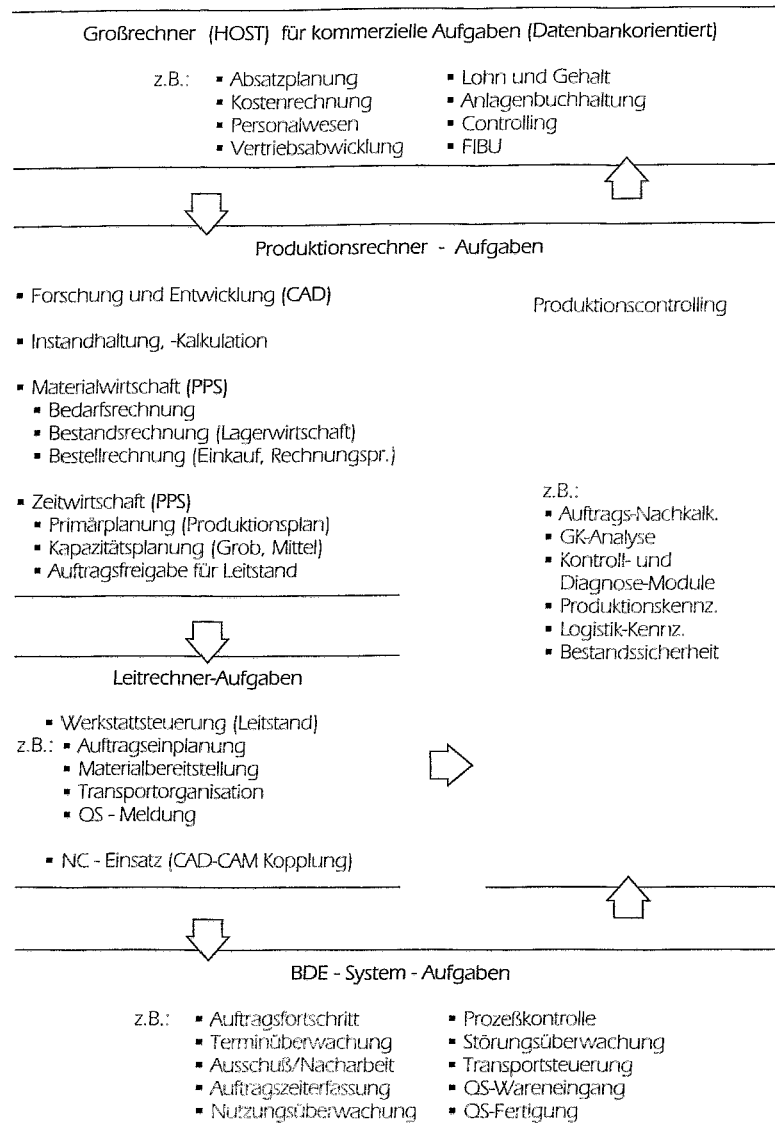 Großrechner (HOST) für kommerzielle Aufgaben (Datenbankorientiert)
z.B.: ▪ Absatzplanung
▪ Kostenrechnung
▪ Personalwesen
▪ Vertriebsabwicklung
▪ Lohn und Gehalt
▪ Anlagenbuchhaltung
▪ Controlling
▪ FIBU
Produktionsrechner - Aufgaben
▪ Forschung und Entwicklung (CAD)
▪ Instandhaltung, -Kalkulation
▪ Materialwirtschaft (PPS)
▪ Bedarfsrechnung
▪ Bestandsrechnung (Lagerwirtschaft)
▪ Bestellrechnung (Einkauf, Rechnungspr.)
▪ Zeitwirtschaft (PPS)
▪ Primärplanung (Produktionsplan)
▪ Kapazitätsplanung (Grob, Mittel)
▪ Auftragsfreigabe für Leitstand
Produktionscontrolling
z.B.:
▪ Auftrags-Nachkalk.
▪ GK-Analyse
▪ Kontroll- und
Diagnose-Module
▪ Produktionskennz.
▪ Logistik-Kennz.
▪ Bestandssicherheit
Leitrechner-Aufgaben
▪ Werkstattsteuerung (Leitstand)
z.B.: ▪ Auftragseinplanung
▪ Materialbereitstellung
▪ Transportorganisation
▪ QS - Meldung
▪ NC - Einsatz (CAD-CAM Kopplung)
BDE - System - Aufgaben
z.B.: ▪ Auftragsfortschritt
▪ Terminüberwachung
▪ Ausschuß/Nacharbeit
▪ Auftragszeiterfassung
▪ Nutzungsüberwachung
▪ Prozeßkontrolle
▪ Störungsüberwachung
▪ Transportsteuerung
▪ QS-Wareneingang
▪ QS-Fertigung